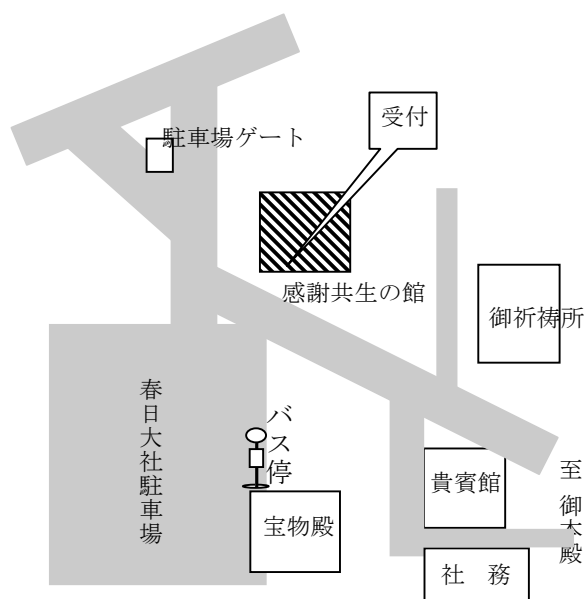 受付
駐車場ゲート
感謝共生の館
御祈祷所
春日大社駐車場
バス停
宝物殿
貴賓館
至 御本殿
社 務